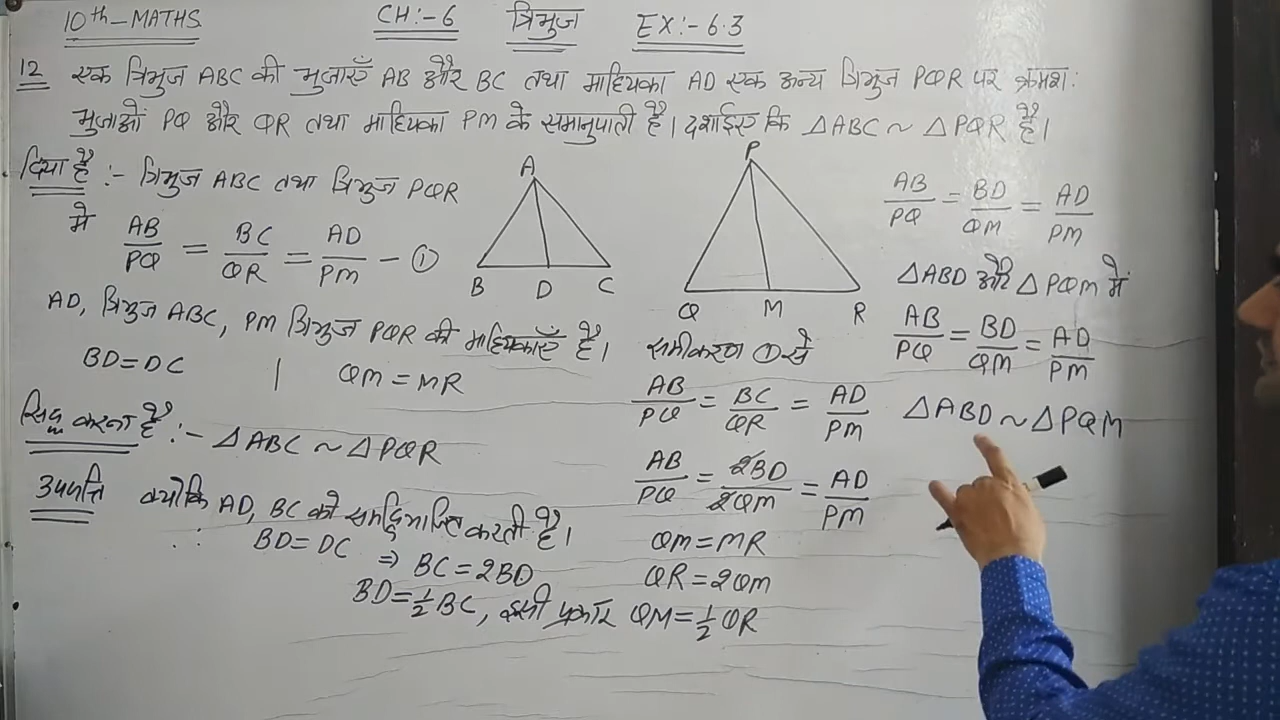 10th-MATHS CH:-6 त्रिभुज EX:-6.3
12 एक त्रिभुज ABC की भुजाएँ AB और BC तथा माध्यिका AD एक अन्य त्रिभुज PQR पर क्रमशः
भुजाओं PQ और QR तथा माध्यिका PM के समानुपाती है। दर्शाइए कि △ABC ~ △PQR है।
दिया है :- त्रिभुज ABC तथा त्रिभुज PQR
में AB/PQ = BC/QR = AD/PM - ①
AD, त्रिभुज ABC, PM त्रिभुज PQR की माध्यिकाएँ है।
BD = DC | QM = MR
सिद्ध करना है :- △ABC ~ △PQR
उपपत्ति क्योंकि AD, BC को समद्विभाजित करती है।
∴ BD = DC ⇒ BC = 2BD
BD = 1/2 BC, इसी प्रकार QM = 1/2 QR
A
B D C
P
Q M R
समीकरण ① से
AB/PQ = BC/QR = AD/PM
AB/PQ = 2BD/2QM = AD/PM
QM = MR
QR = 2QM
AB/PQ = BD/QM = AD/PM
△ABD और △PQM में
AB/PQ = BD/QM = AD/PM
△ABD ~ △PQM